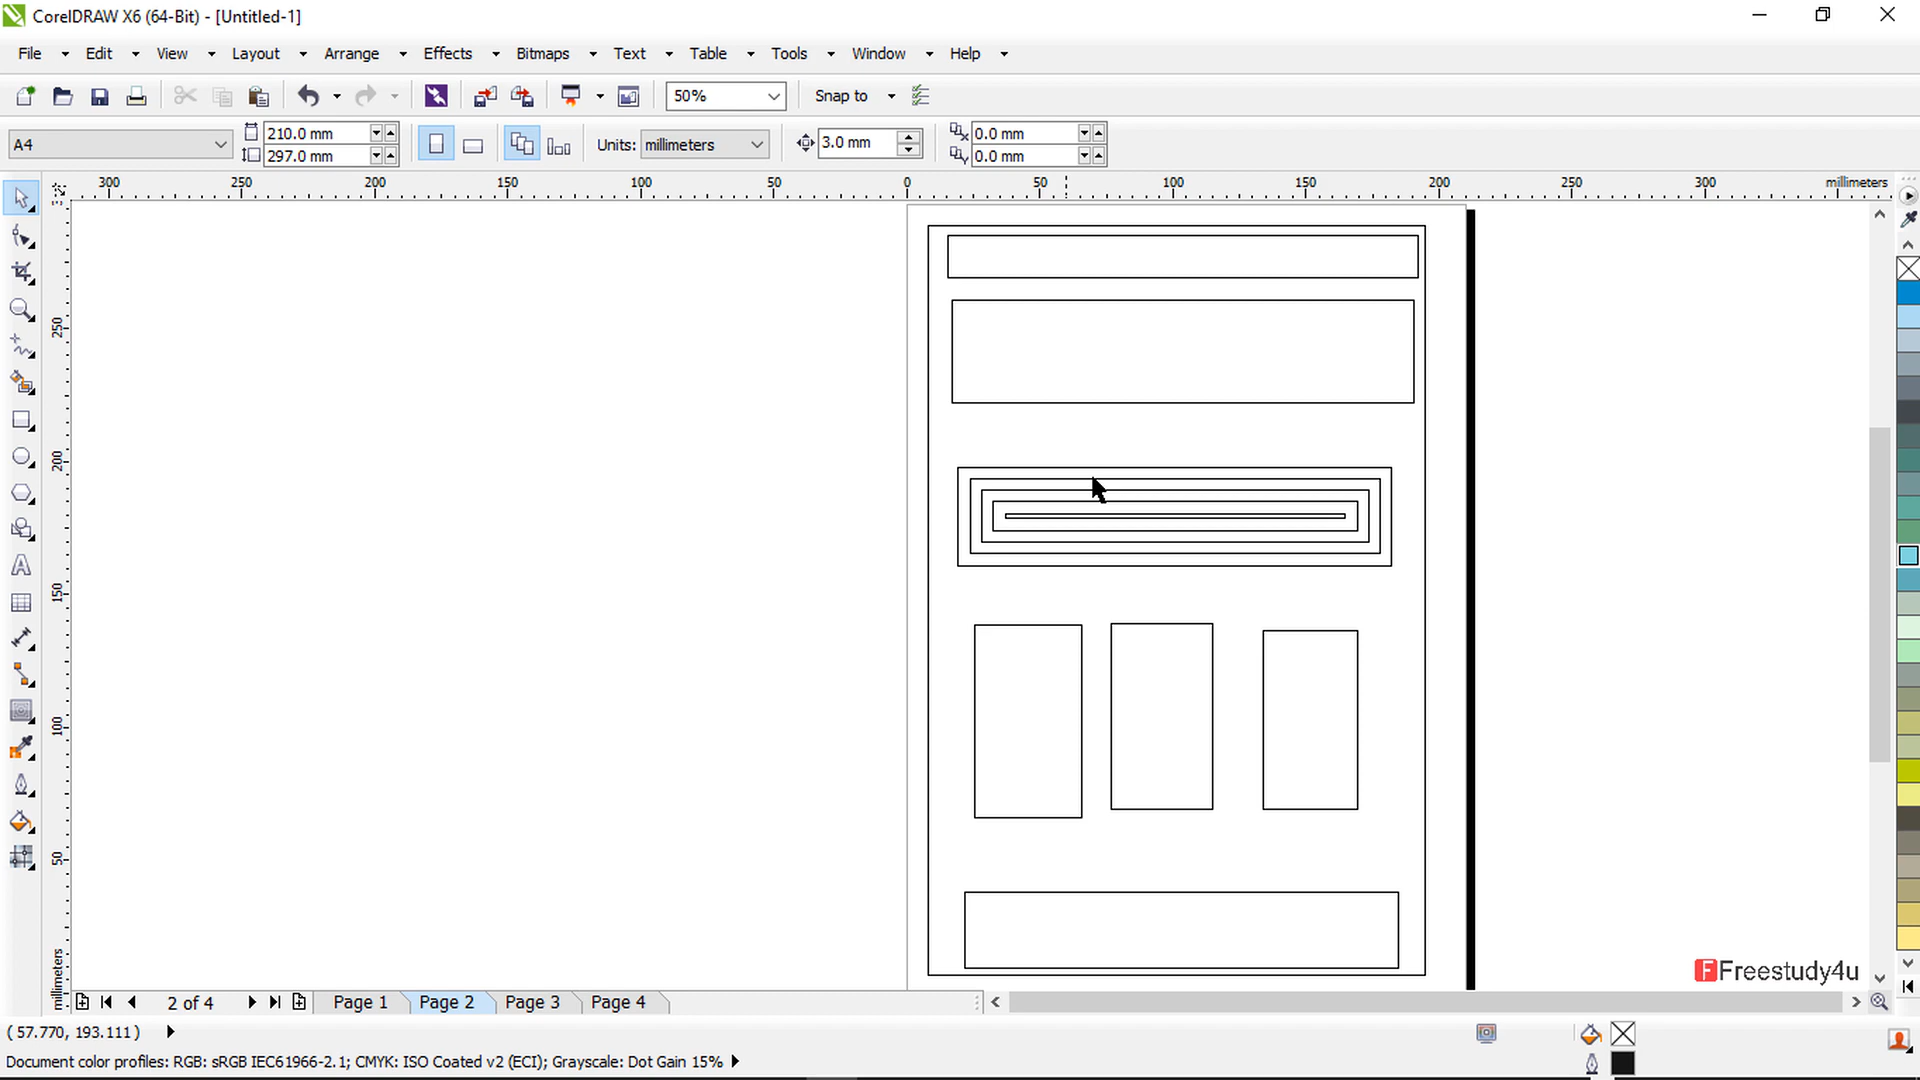 CorelDRAW X6 (64-Bit) - [Untitled-1]
File Edit View Layout Arrange Effects Bitmaps Text Table Tools Window Help
50% Snap to
A4 210.0 mm 297.0 mm Units: millimeters 3.0 mm 0.0 mm 0.0 mm
300 250 200 150 100 50 0 50 100 150 200 250 300 millimeters
250
200
150
100
50
millimeters
Freestudy4u
2 of 4 Page 1 Page 2 Page 3 Page 4
( 57.770, 193.111 )
Document color profiles: RGB: sRGB IEC61966-2.1; CMYK: ISO Coated v2 (ECI); Grayscale: Dot Gain 15%